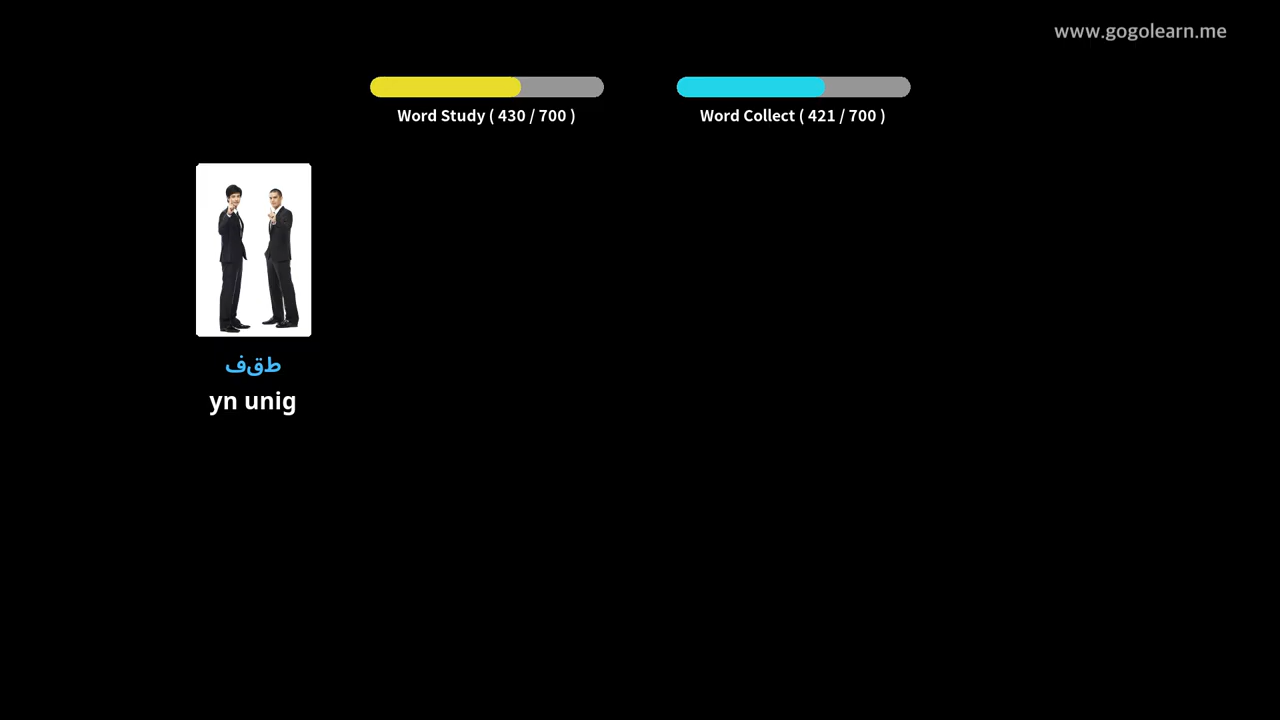 www.gogolearn.me
Word Study ( 430 / 700 )
Word Collect ( 421 / 700 )
طقف
yn unig